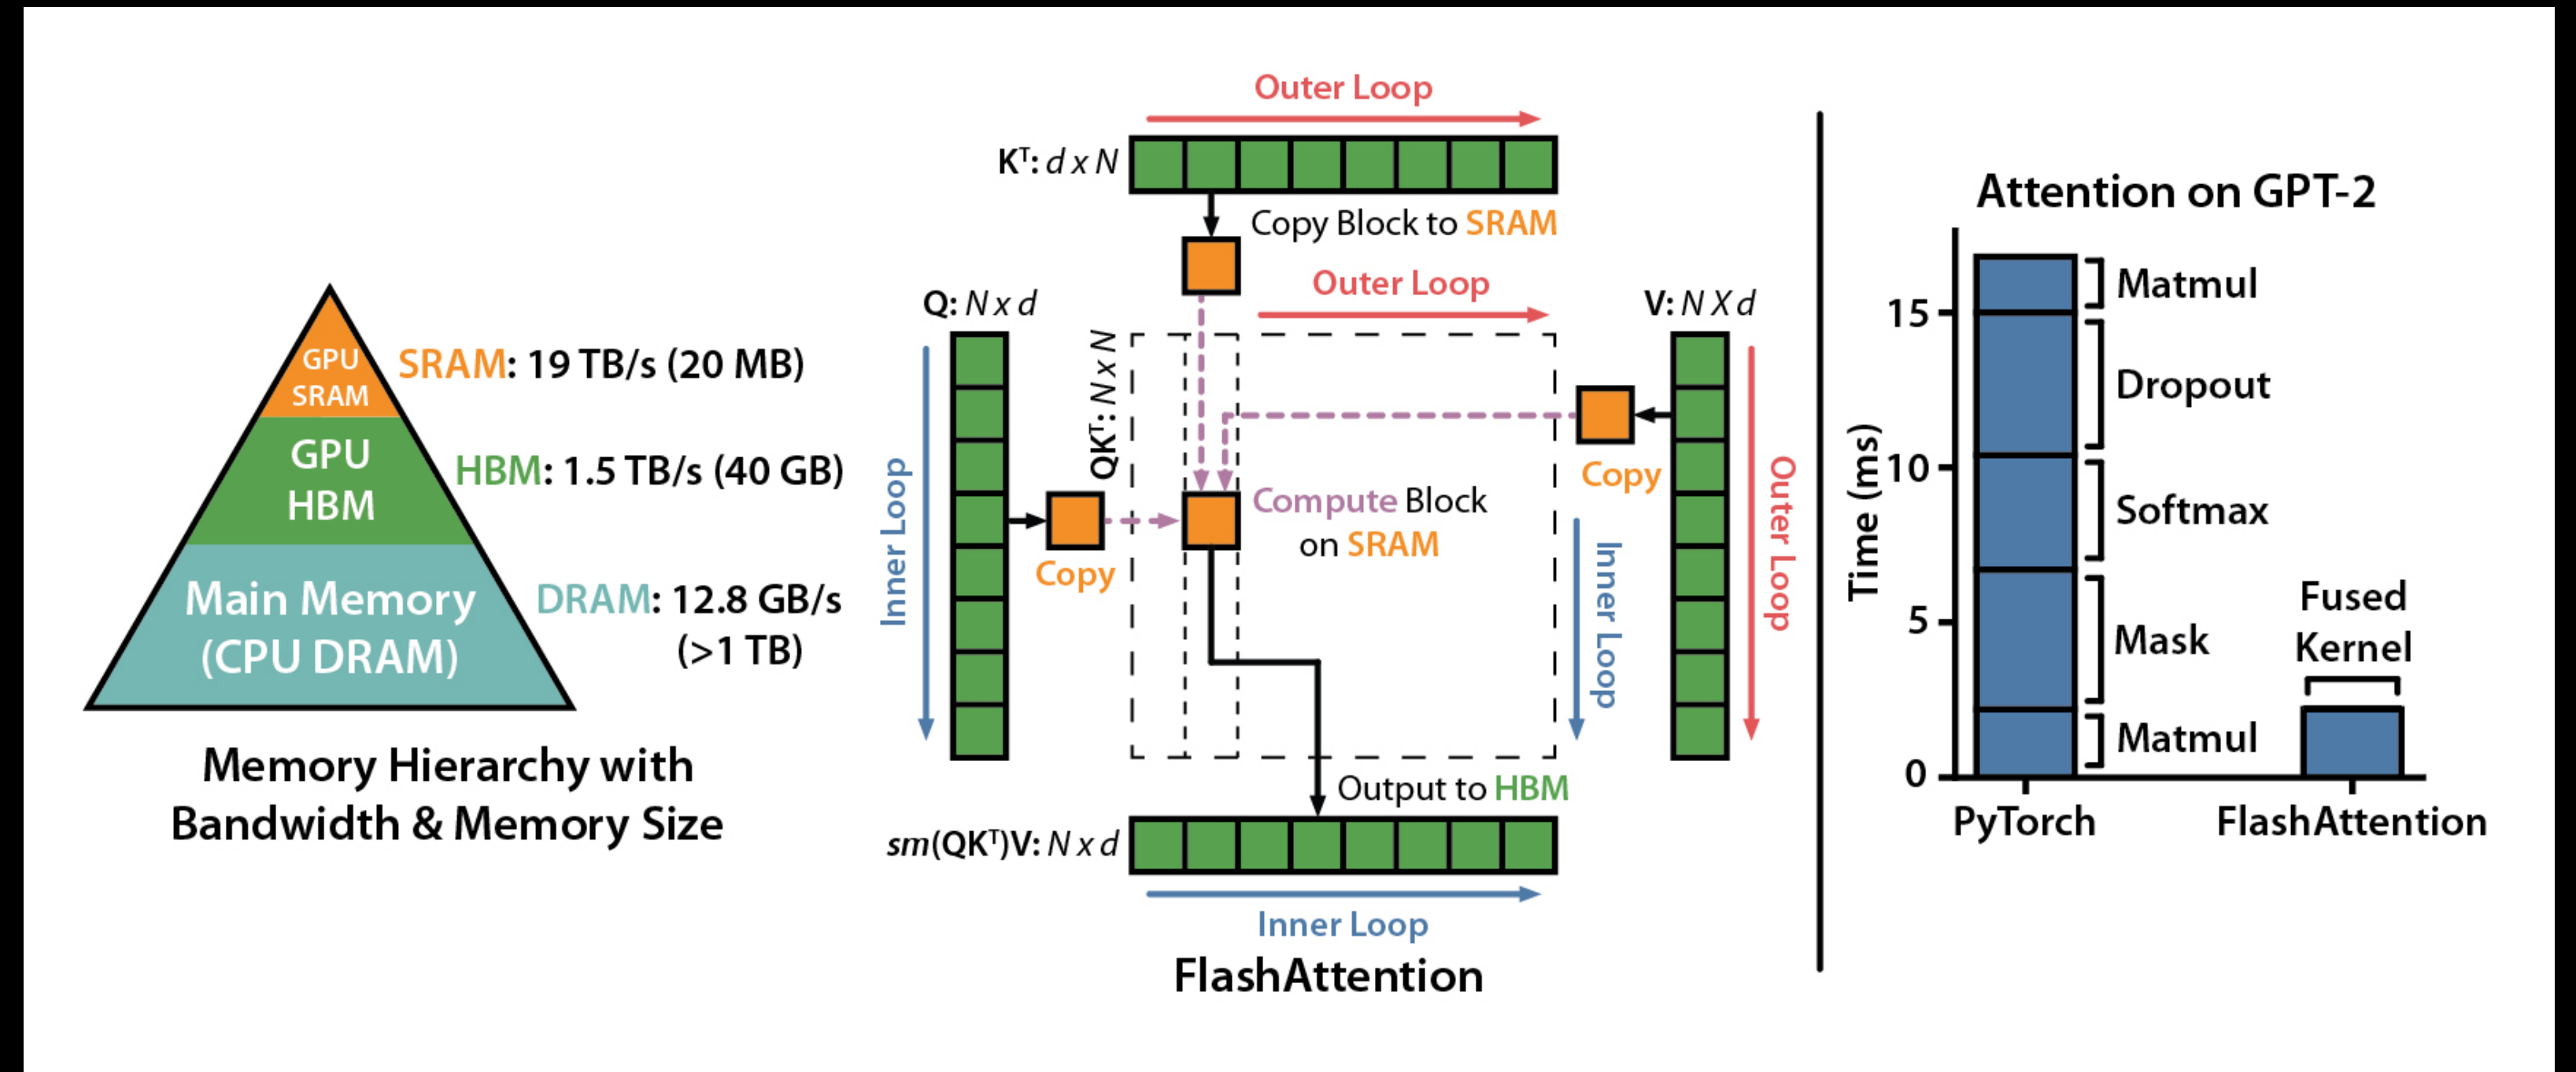 GPU
SRAM
SRAM: 19 TB/s (20 MB)
GPU
HBM
HBM: 1.5 TB/s (40 GB)
Main Memory
(CPU DRAM)
DRAM: 12.8 GB/s
(>1 TB)
Memory Hierarchy with
Bandwidth & Memory Size
Outer Loop
Kᵀ: d x N
Copy Block to SRAM
Outer Loop
Q: N x d
V: N X d
QKᵀ: N x N
Inner Loop
Copy
Compute Block
on SRAM
Copy
Inner Loop
Outer Loop
Output to HBM
sm(QKᵀ)V: N x d
Inner Loop
FlashAttention
Attention on GPT-2
Time (ms)
15
10
5
0
Matmul
Dropout
Softmax
Mask
Matmul
Fused
Kernel
PyTorch
FlashAttention